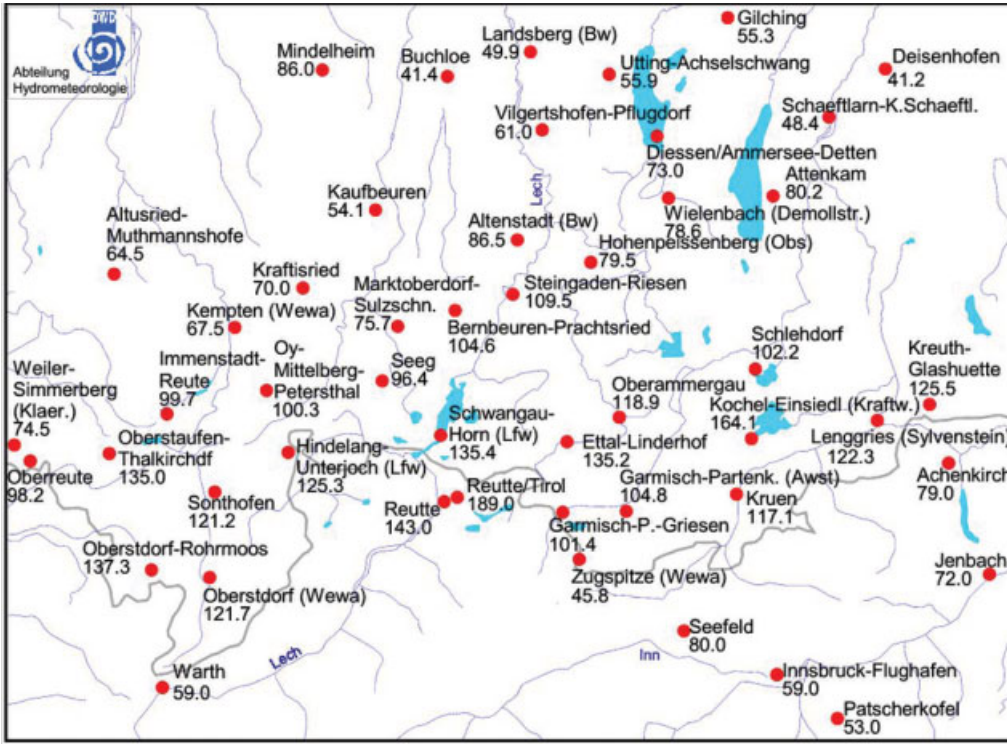 DWD
Abteilung
Hydrometeorologie
Mindelheim
86.0
Buchloe
41.4
Landsberg (Bw)
49.9
Gilching
55.3
Utting-Achselschwang
55.9
Deisenhofen
41.2
Vilgertshofen-Pflugdorf
61.0
Schaeftlarn-K.Schaeftl.
48.4
Diessen/Ammersee-Detten
73.0
Attenkam
80.2
Lech
Kaufbeuren
54.1
Wielenbach (Demollstr.)
78.6
Altusried-
Muthmannshofe
64.5
Altenstadt (Bw)
86.5
Hohenpeissenberg (Obs)
79.5
Kraftisried
70.0
Marktoberdorf-
Sulzschn.
75.7
Steingaden-Riesen
109.5
Kempten (Wewa)
67.5
Bernbeuren-Prachtsried
104.6
Schlehdorf
102.2
Weiler-
Simmerberg
(Klaer.)
74.5
Immenstadt-
Reute
99.7
Oy-
Mittelberg-
Petersthal
100.3
Seeg
96.4
Oberammergau
118.9
Kreuth-
Glashuette
125.5
Kochel-Einsiedl (Kraftw.)
164.1
Schwangau-
Horn (Lfw)
135.4
Oberstaufen-
Thalkirchdf
135.0
Hindelang-
Unterjoch (Lfw)
125.3
Ettal-Linderhof
135.2
Lenggries (Sylvenstein)
122.3
Oberreute
98.2
Achenkirch
79.0
Sonthofen
121.2
Reutte
143.0
Reutte/Tirol
189.0
Garmisch-Partenk. (Awst)
104.8
Kruen
117.1
Garmisch-P.-Griesen
101.4
Oberstdorf-Rohrmoos
137.3
Oberstdorf (Wewa)
121.7
Zugspitze (Wewa)
45.8
Jenbach
72.0
Seefeld
80.0
Lech
Inn
Warth
59.0
Innsbruck-Flughafen
59.0
Patscherkofel
53.0